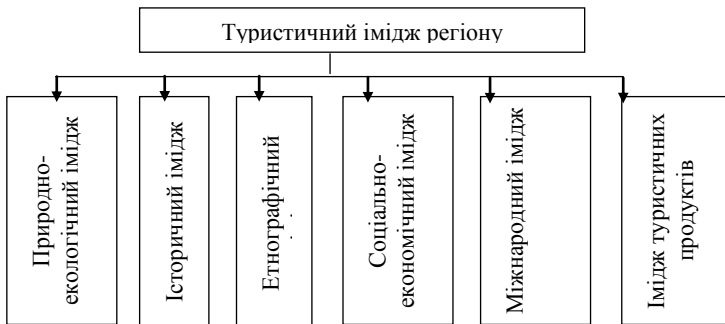 Туристичний імідж регіону
Природно-
екологічний імідж
Історичний імідж
Етнографічний
Соціально-
економічний імідж
Міжнародний імідж
Імідж туристичних
продуктів